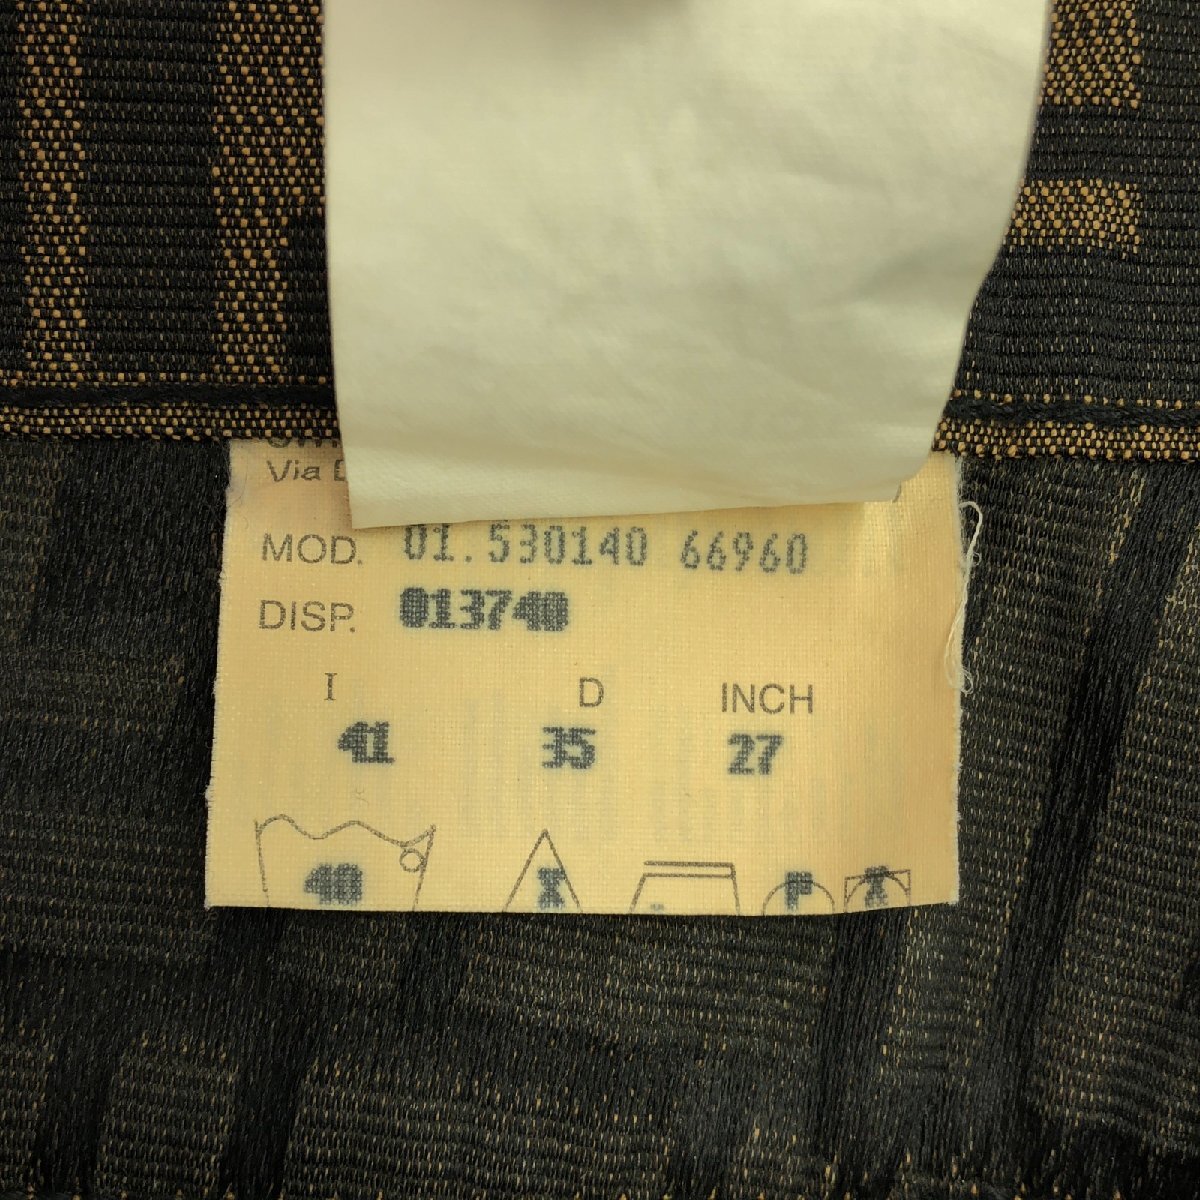 Via
MOD. 01.530140 66960
DISP. 013740
I D INCH
41 35 27
40 X P X